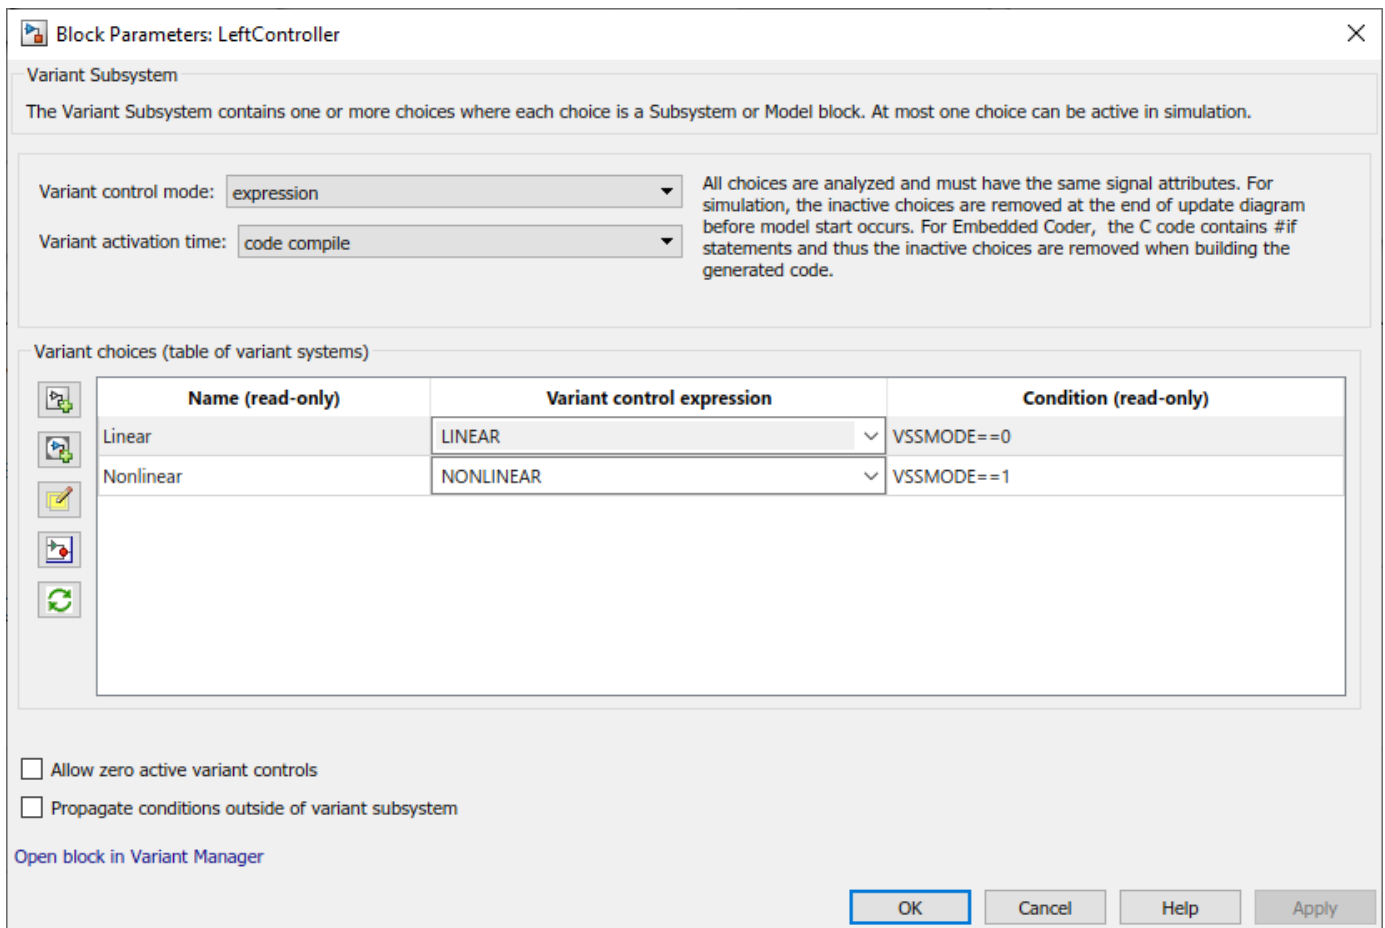 Block Parameters: LeftController
Variant Subsystem
The Variant Subsystem contains one or more choices where each choice is a Subsystem or Model block. At most one choice can be active in simulation.
Variant control mode: expression
Variant activation time: code compile
All choices are analyzed and must have the same signal attributes. For
simulation, the inactive choices are removed at the end of update diagram
before model start occurs. For Embedded Coder, the C code contains #if
statements and thus the inactive choices are removed when building the
generated code.
Variant choices (table of variant systems)
Name (read-only) Variant control expression Condition (read-only)
Linear LINEAR VSSMODE==0
Nonlinear NONLINEAR VSSMODE==1
Allow zero active variant controls
Propagate conditions outside of variant subsystem
Open block in Variant Manager
OK Cancel Help Apply